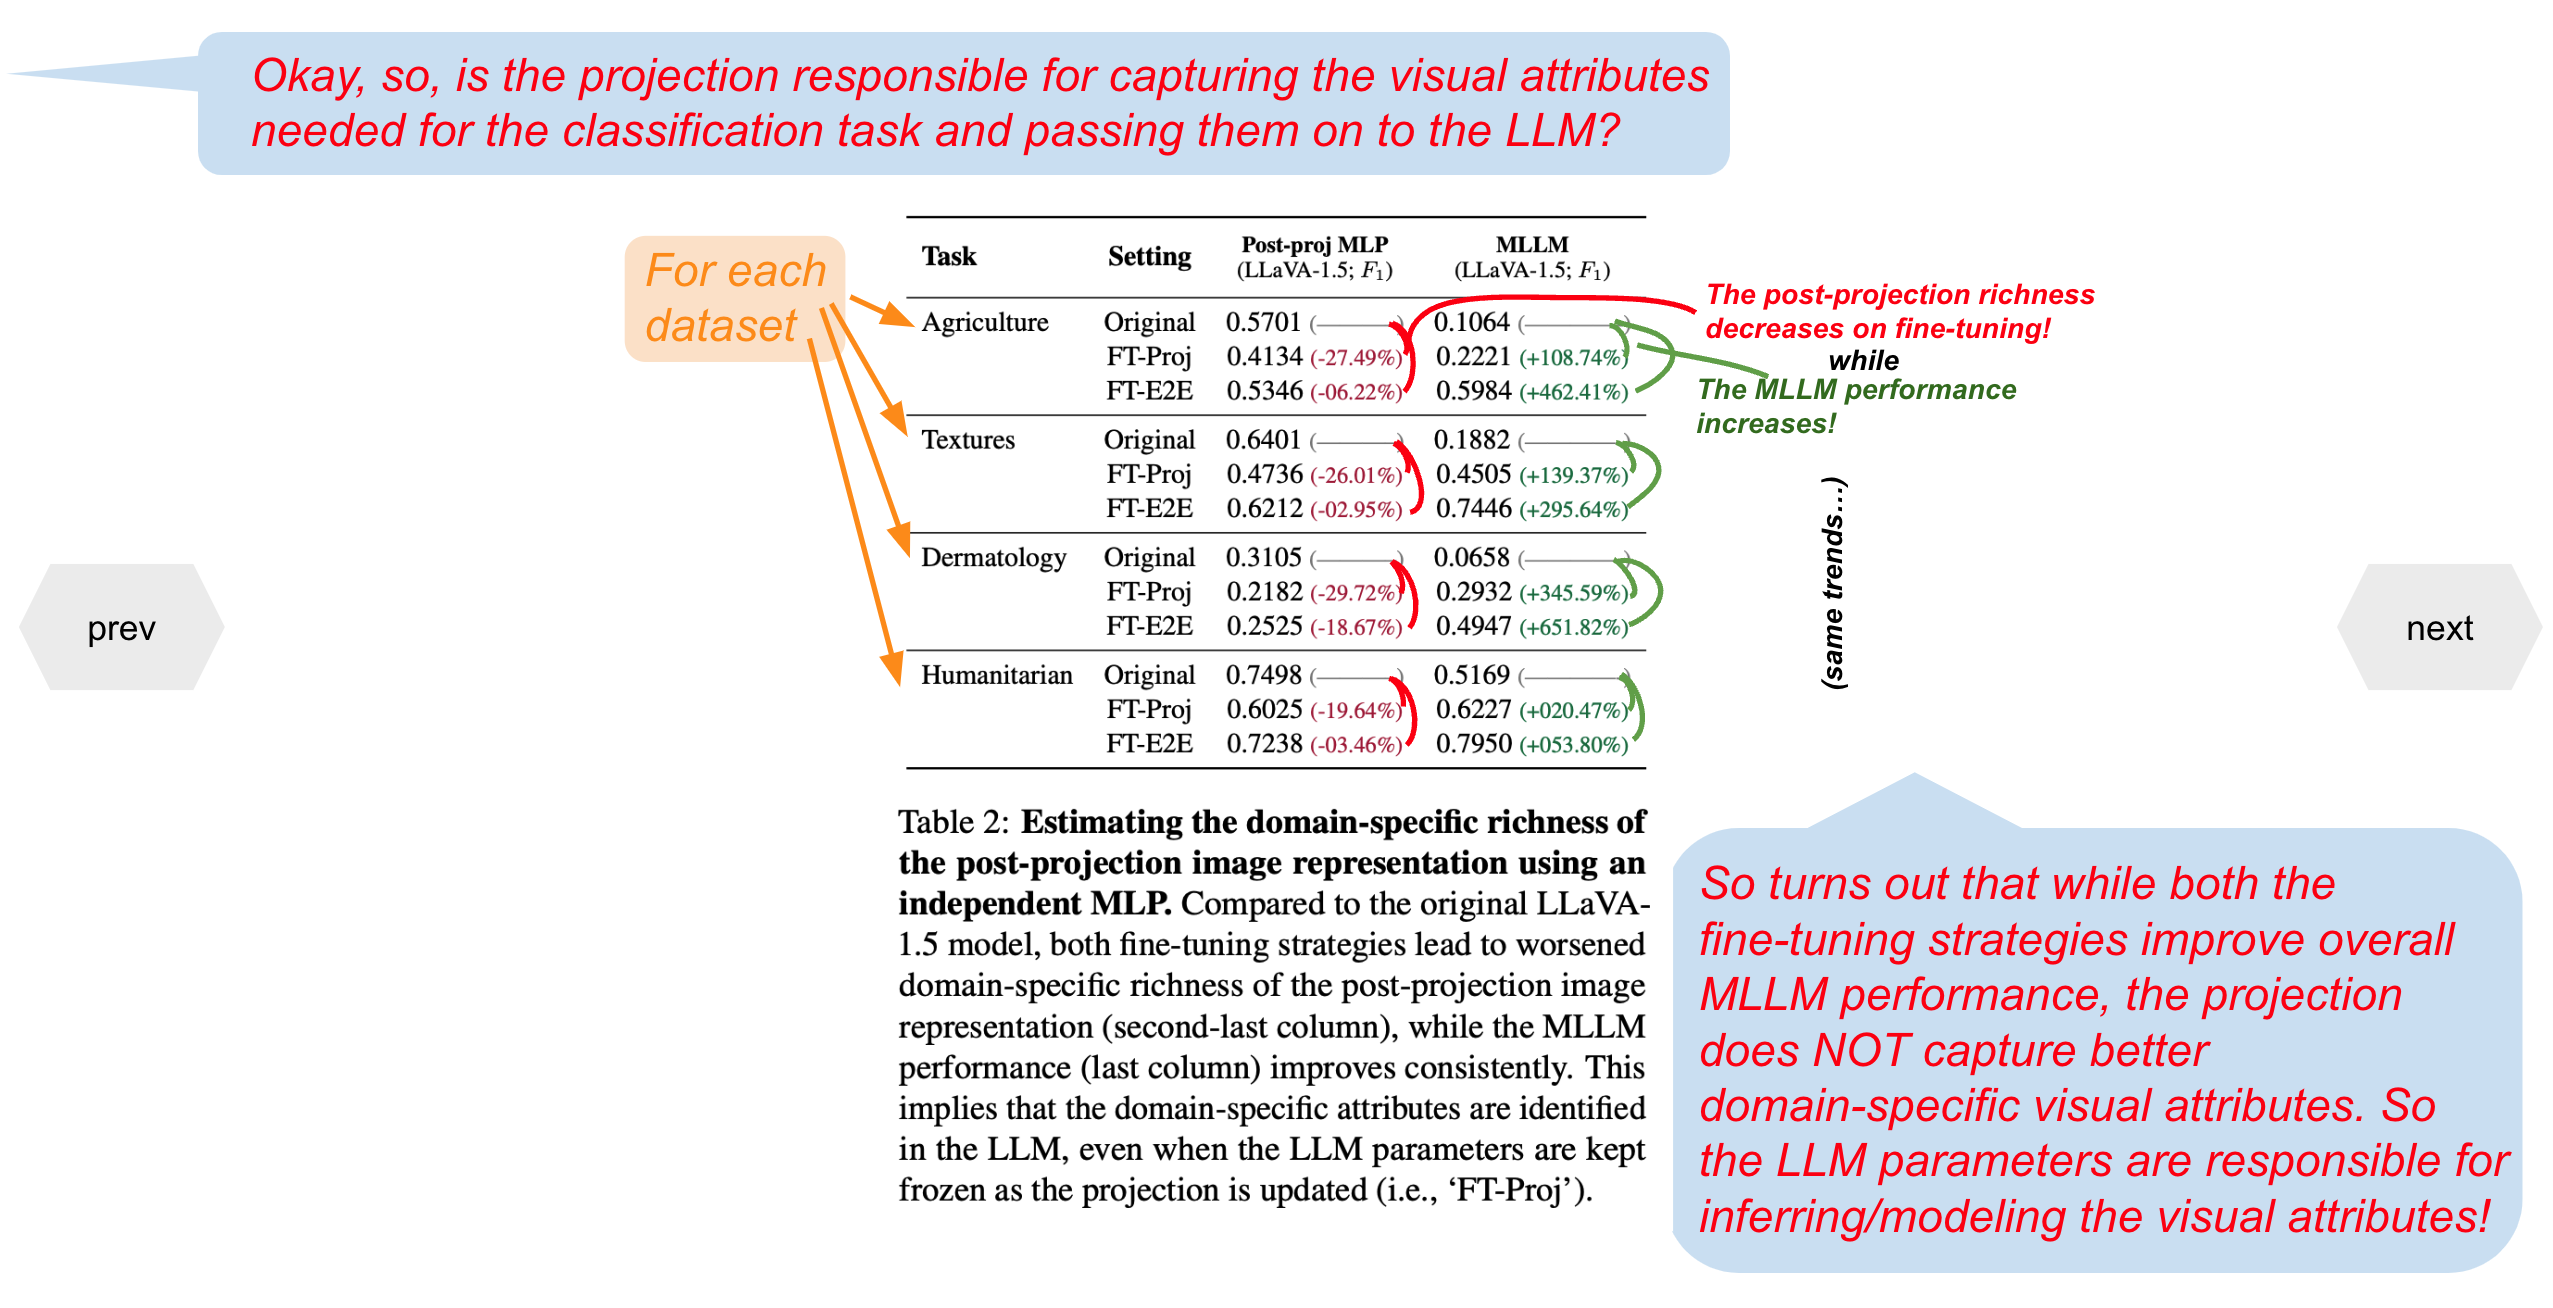 Okay, so, is the projection responsible for capturing the visual attributes
needed for the classification task and passing them on to the LLM?
For each
dataset
Task Setting Post-proj MLP (LLaVA-1.5; F₁) MLLM (LLaVA-1.5; F₁)
Agriculture Original 0.5701 (———) 0.1064 (———)
FT-Proj 0.4134 (-27.49%) 0.2221 (+108.74%)
FT-E2E 0.5346 (-06.22%) 0.5984 (+462.41%)
Textures Original 0.6401 (———) 0.1882 (———)
FT-Proj 0.4736 (-26.01%) 0.4505 (+139.37%)
FT-E2E 0.6212 (-02.95%) 0.7446 (+295.64%)
Dermatology Original 0.3105 (———) 0.0658 (———)
FT-Proj 0.2182 (-29.72%) 0.2932 (+345.59%)
FT-E2E 0.2525 (-18.67%) 0.4947 (+651.82%)
Humanitarian Original 0.7498 (———) 0.5169 (———)
FT-Proj 0.6025 (-19.64%) 0.6227 (+020.47%)
FT-E2E 0.7238 (-03.46%) 0.7950 (+053.80%)
The post-projection richness
decreases on fine-tuning!
while
The MLLM performance
increases!
(same trends...)
prev
next
Table 2: Estimating the domain-specific richness of
the post-projection image representation using an
independent MLP. Compared to the original LLaVA-
1.5 model, both fine-tuning strategies lead to worsened
domain-specific richness of the post-projection image
representation (second-last column), while the MLLM
performance (last column) improves consistently. This
implies that the domain-specific attributes are identified
in the LLM, even when the LLM parameters are kept
frozen as the projection is updated (i.e., ‘FT-Proj’).
So turns out that while both the
fine-tuning strategies improve overall
MLLM performance, the projection
does NOT capture better
domain-specific visual attributes. So
the LLM parameters are responsible for
inferring/modeling the visual attributes!